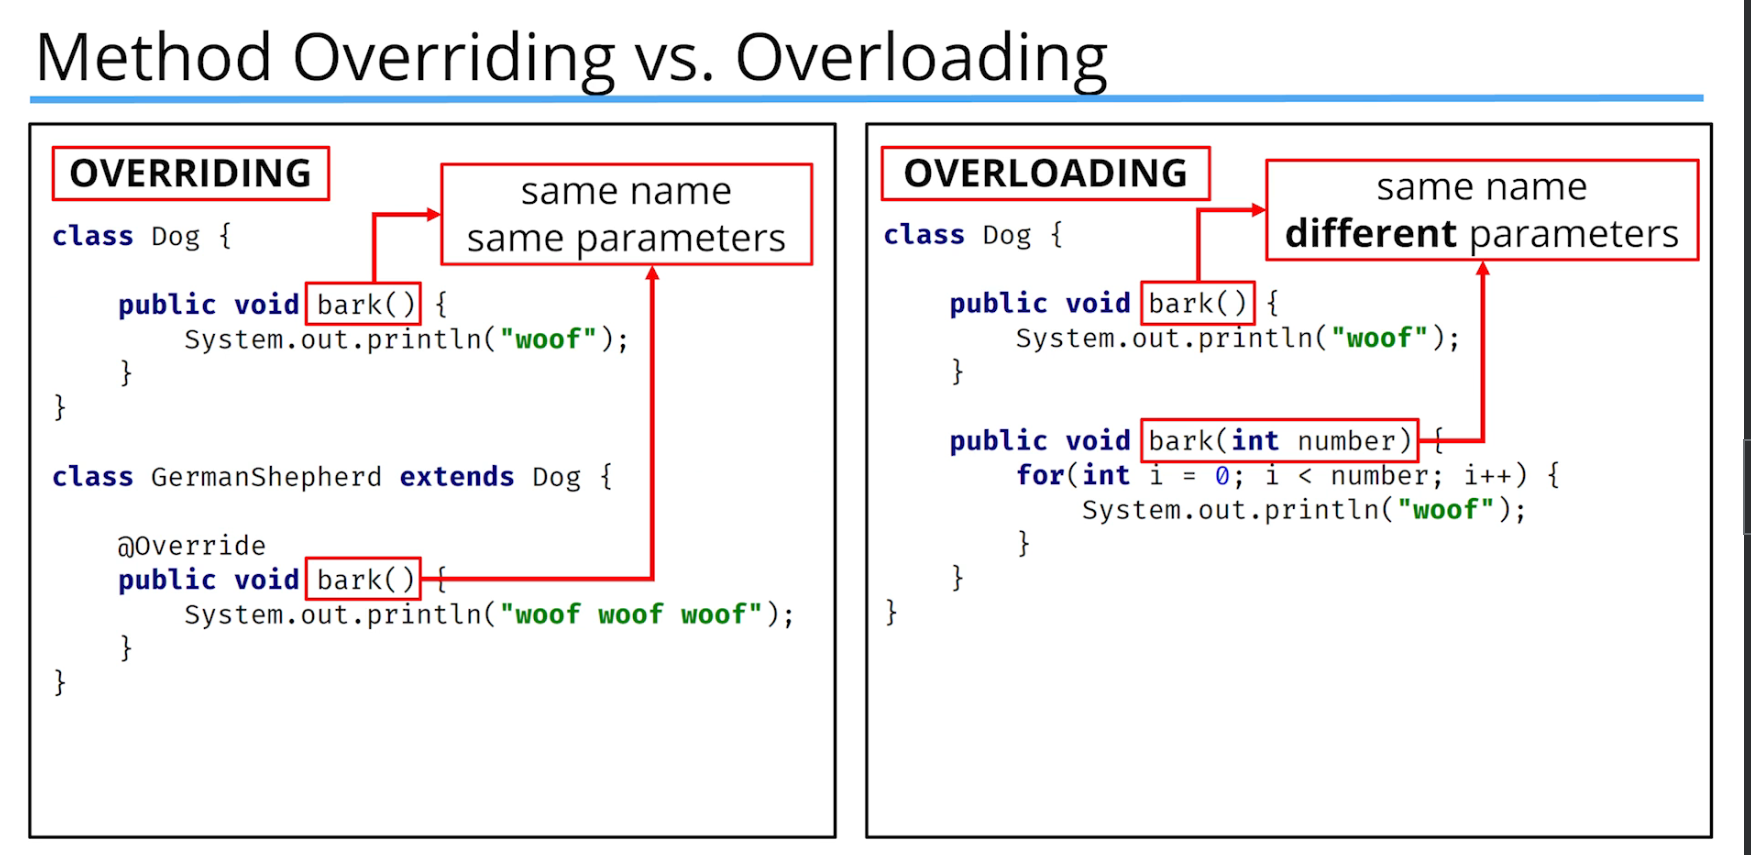 Method Overriding vs. Overloading
OVERRIDING
same name
same parameters
class Dog {
public void bark() {
System.out.println("woof");
}
}
class GermanShepherd extends Dog {
@Override
public void bark() {
System.out.println("woof woof woof");
}
}
OVERLOADING
same name
different parameters
class Dog {
public void bark() {
System.out.println("woof");
}
public void bark(int number) {
for(int i = 0; i < number; i++) {
System.out.println("woof");
}
}
}